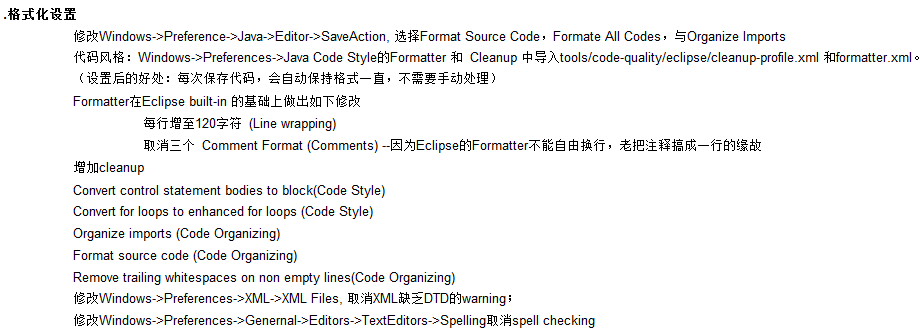 .格式化设置
修改Windows->Preference->Java->Editor->SaveAction, 选择Format Source Code，Formate All Codes，与Organize Imports
代码风格：Windows->Preferences->Java Code Style的Formatter 和 Cleanup 中导入tools/code-quality/eclipse/cleanup-profile.xml 和formatter.xml。
（设置后的好处：每次保存代码，会自动保持格式一直，不需要手动处理）
Formatter在Eclipse built-in 的基础上做出如下修改
每行增至120字符 (Line wrapping)
取消三个 Comment Format (Comments) --因为Eclipse的Formatter不能自由换行，老把注释搞成一行的缘故
增加cleanup
Convert control statement bodies to block(Code Style)
Convert for loops to enhanced for loops (Code Style)
Organize imports (Code Organizing)
Format source code (Code Organizing)
Remove trailing whitespaces on non empty lines(Code Organizing)
修改Windows->Preferences->XML->XML Files, 取消XML缺乏DTD的warning；
修改Windows->Preferences->Genernal->Editors->TextEditors->Spelling取消spell checking